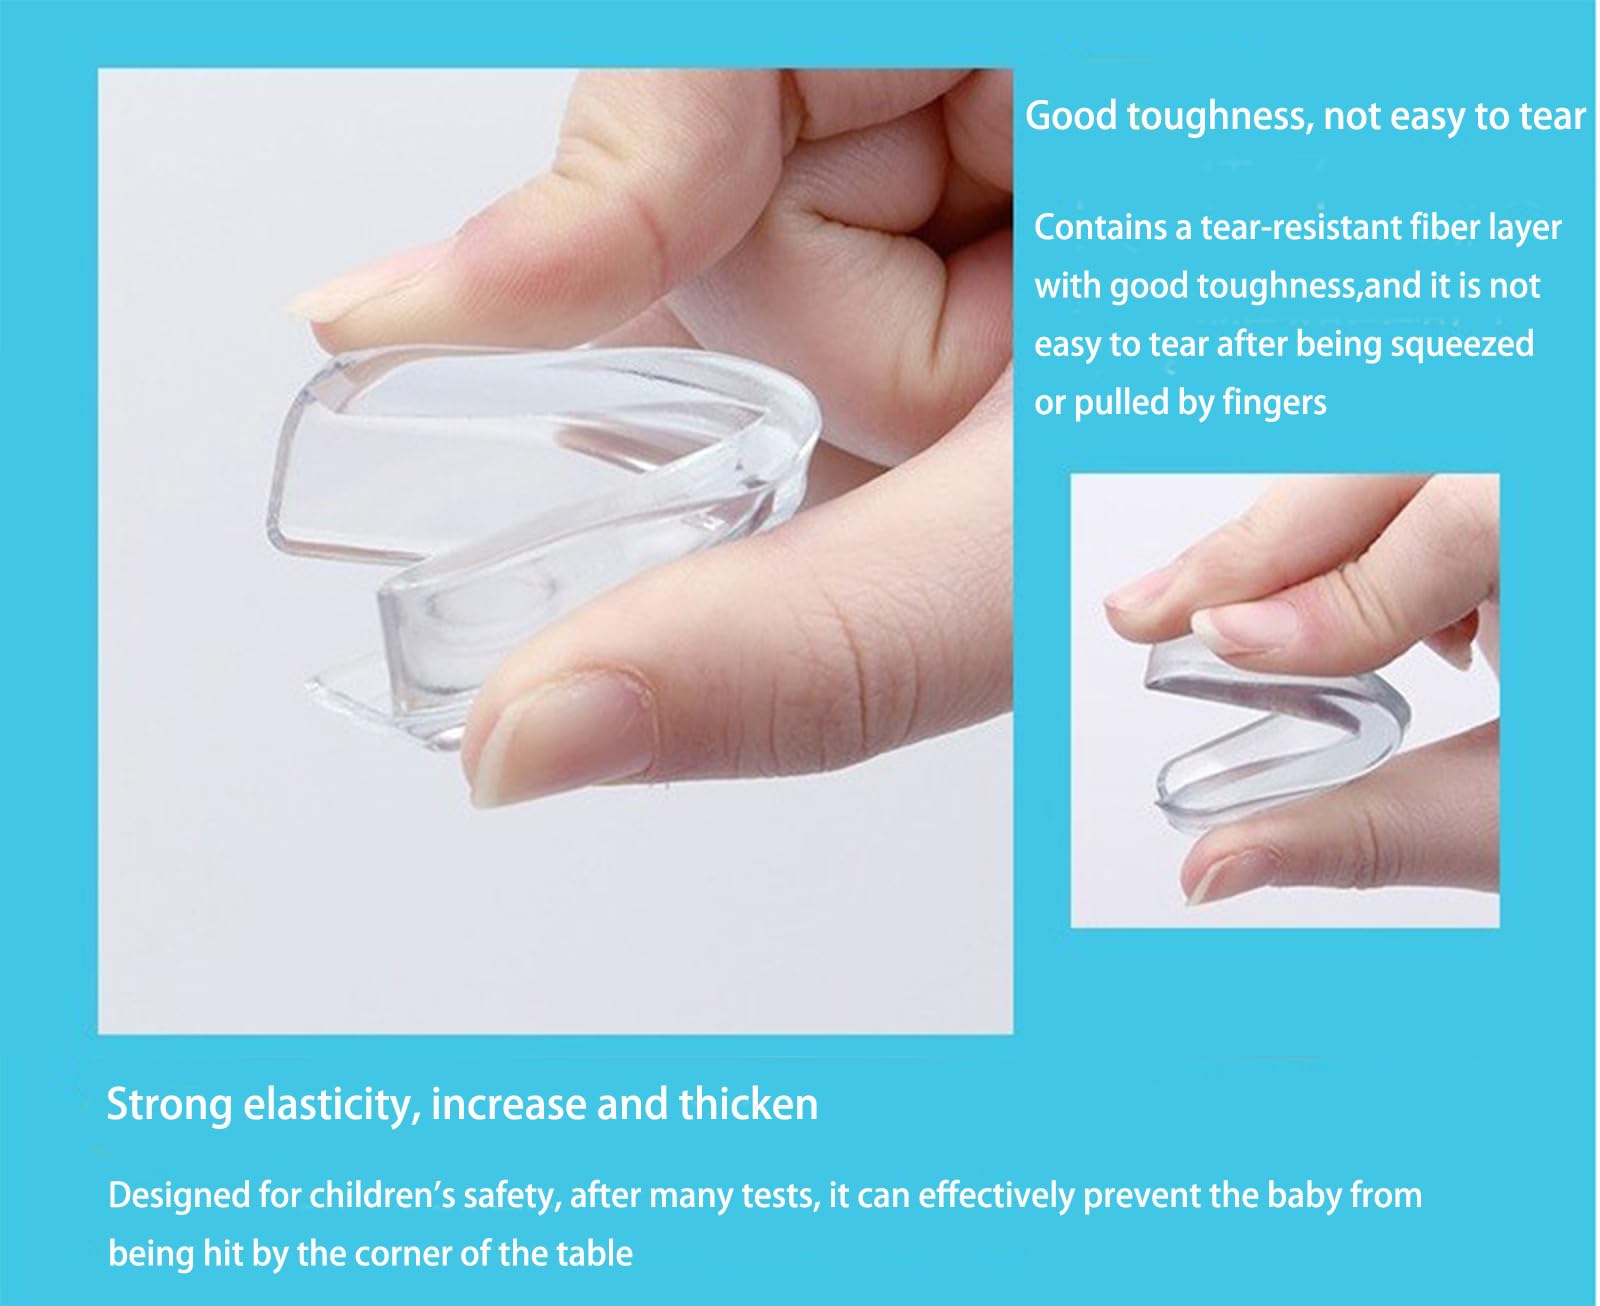 Good toughness, not easy to tear
Contains a tear-resistant fiber layer
with good toughness,and it is not
easy to tear after being squeezed
or pulled by fingers
Strong elasticity, increase and thicken
Designed for children's safety, after many tests, it can effectively prevent the baby from
being hit by the corner of the table